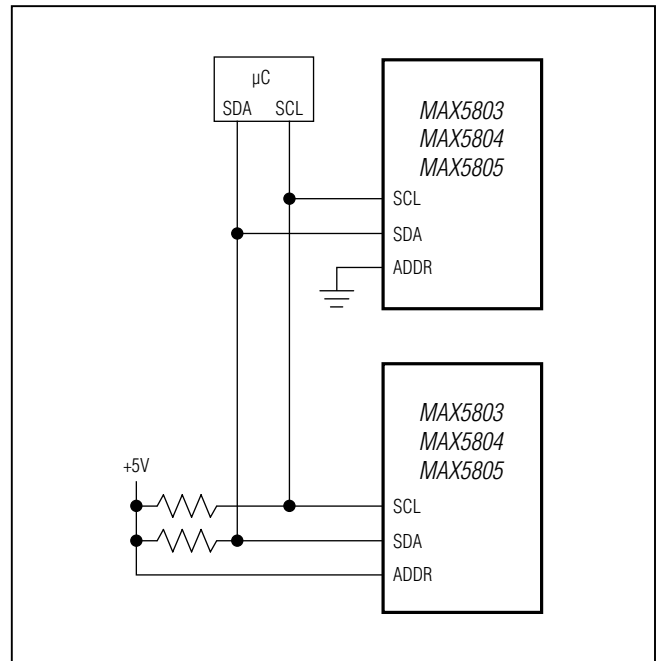 µC
SDA SCL
MAX5803
MAX5804
MAX5805
SCL
SDA
ADDR
MAX5803
MAX5804
MAX5805
+5V
SCL
SDA
ADDR